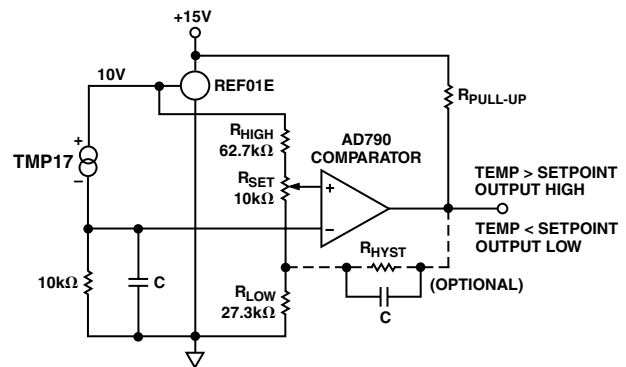 +15V
10V
REF01E
RPULL-UP
RHIGH
62.7kΩ
AD790
COMPARATOR
TMP17
+
−
RSET
10kΩ
+
−
TEMP > SETPOINT
OUTPUT HIGH
TEMP < SETPOINT
OUTPUT LOW
RHYST
(OPTIONAL)
C
10kΩ
C
RLOW
27.3kΩ